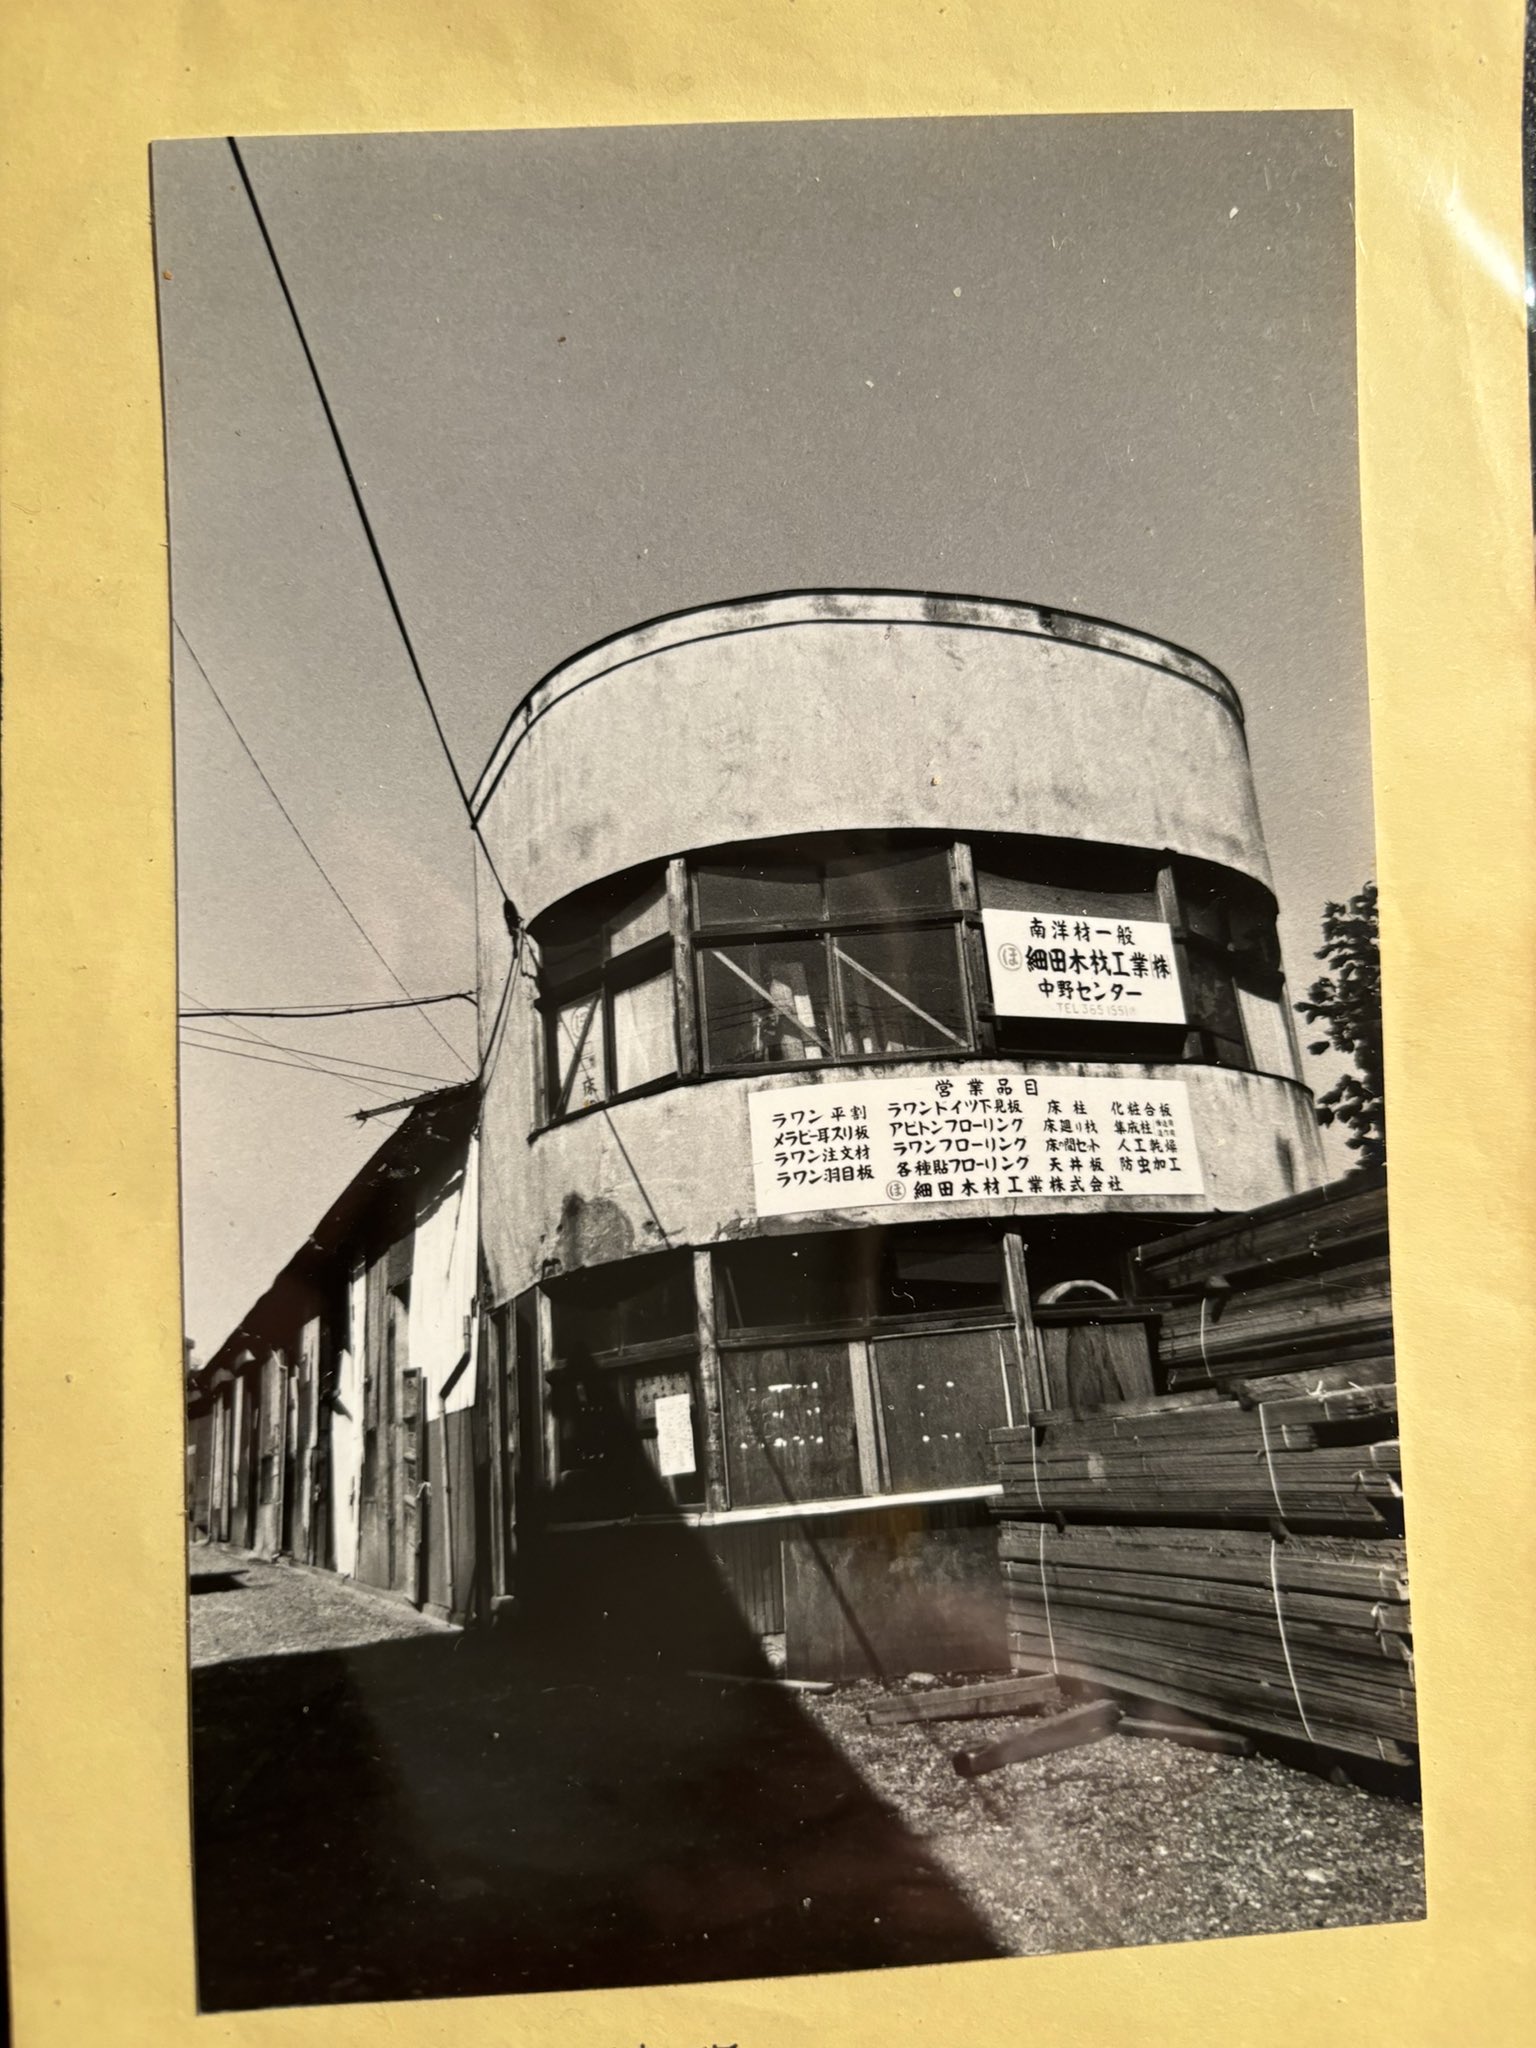 南洋材一般
ほ 細田木材工業(株)
中野センター
TEL 365 1551
営業品目
ラワン平割 ラワンドイツ下見板 床柱 化粧合板
メラピー耳スリ板 アピトンフローリング 床廻り材 集成柱
ラワン注文材 ラワンフローリング 床の間セット 人工乾燥
ラワン羽目板 各種貼フローリング 天井板 防虫加工
ほ 細田木材工業株式会社
床